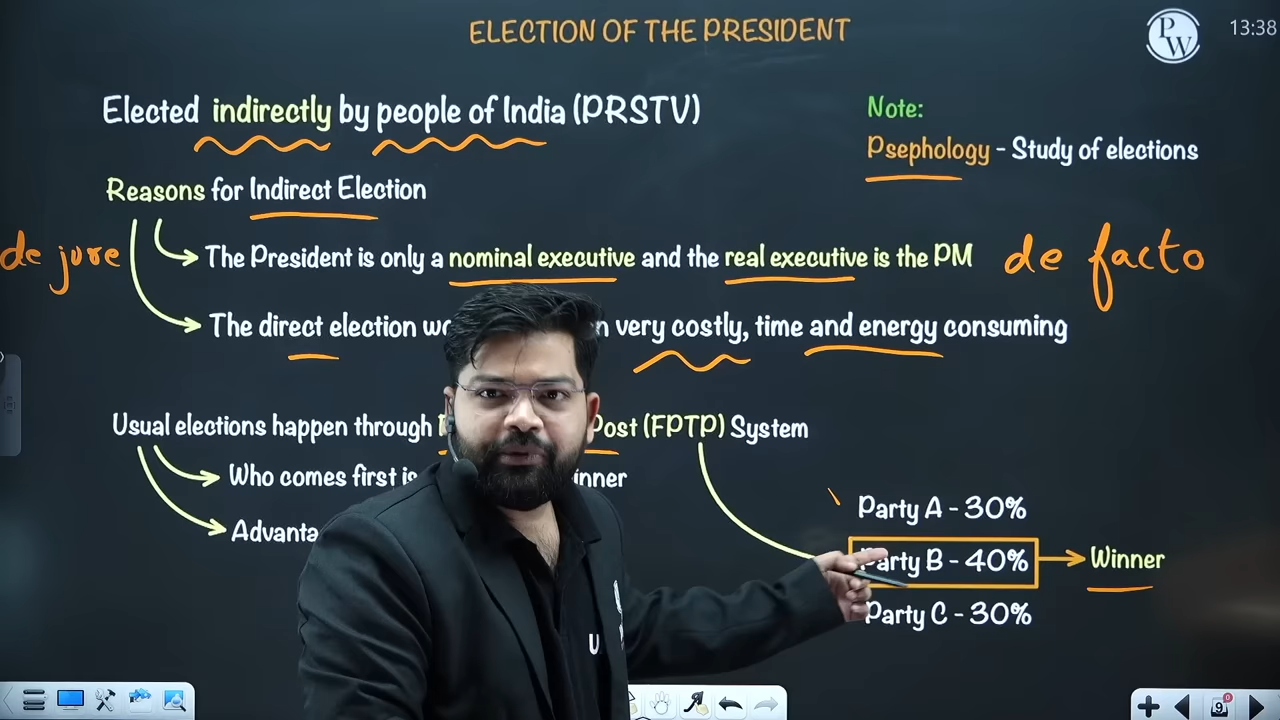 ELECTION OF THE PRESIDENT
PW
13:38
Elected indirectly by people of India (PRSTV)
Note:
Psephology - Study of elections
Reasons for Indirect Election
de jure
The President is only a nominal executive and the real executive is the PM
de facto
The direct election very costly, time and energy consuming
Usual elections happen through Post (FPTP) System
Who comes first is
Party A - 30%
Party B - 40%
Winner
Party C - 30%
U
9
0